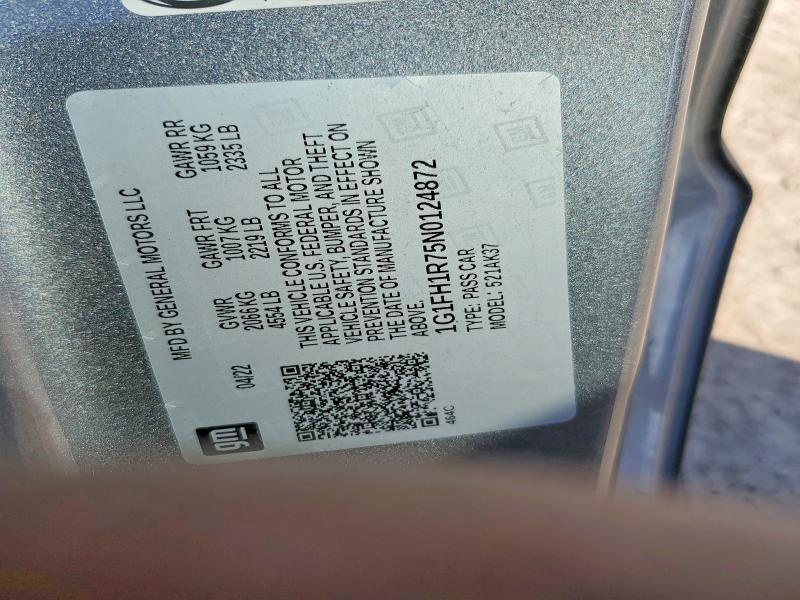 MFD BY GENERAL MOTORS LLC
04/22 GVWR GAWR FRT GAWR RR
2066 KG 1007 KG 1059 KG
4554 LB 2219 LB 2335 LB
THIS VEHICLE CONFORMS TO ALL
APPLICABLE U.S. FEDERAL MOTOR
VEHICLE SAFETY, BUMPER, AND THEFT
PREVENTION STANDARDS IN EFFECT ON
THE DATE OF MANUFACTURE SHOWN
ABOVE.
1G1FH1R75N0124872
TYPE: PASS CAR
MODEL: 521AK37
464C
gm